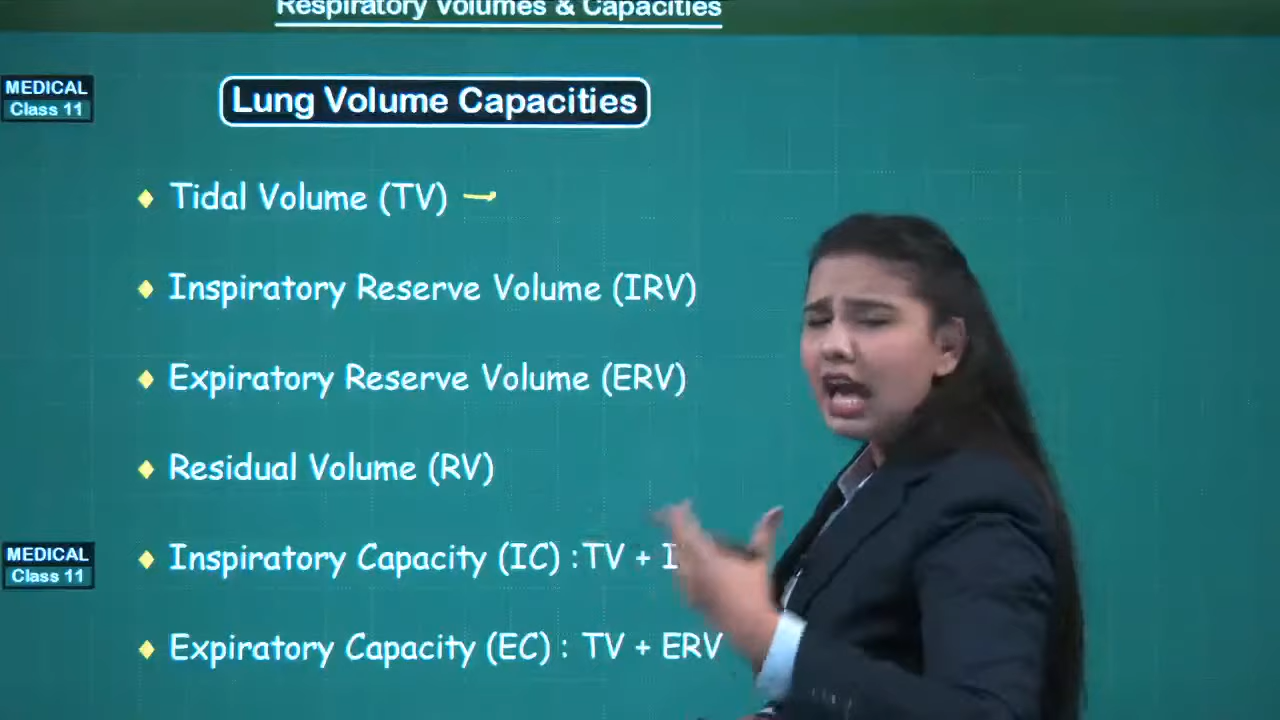 Respiratory Volumes & Capacities
MEDICAL
Class 11
Lung Volume Capacities
Tidal Volume (TV)
Inspiratory Reserve Volume (IRV)
Expiratory Reserve Volume (ERV)
Residual Volume (RV)
MEDICAL
Class 11
Inspiratory Capacity (IC) : TV + I
Expiratory Capacity (EC) : TV + ERV